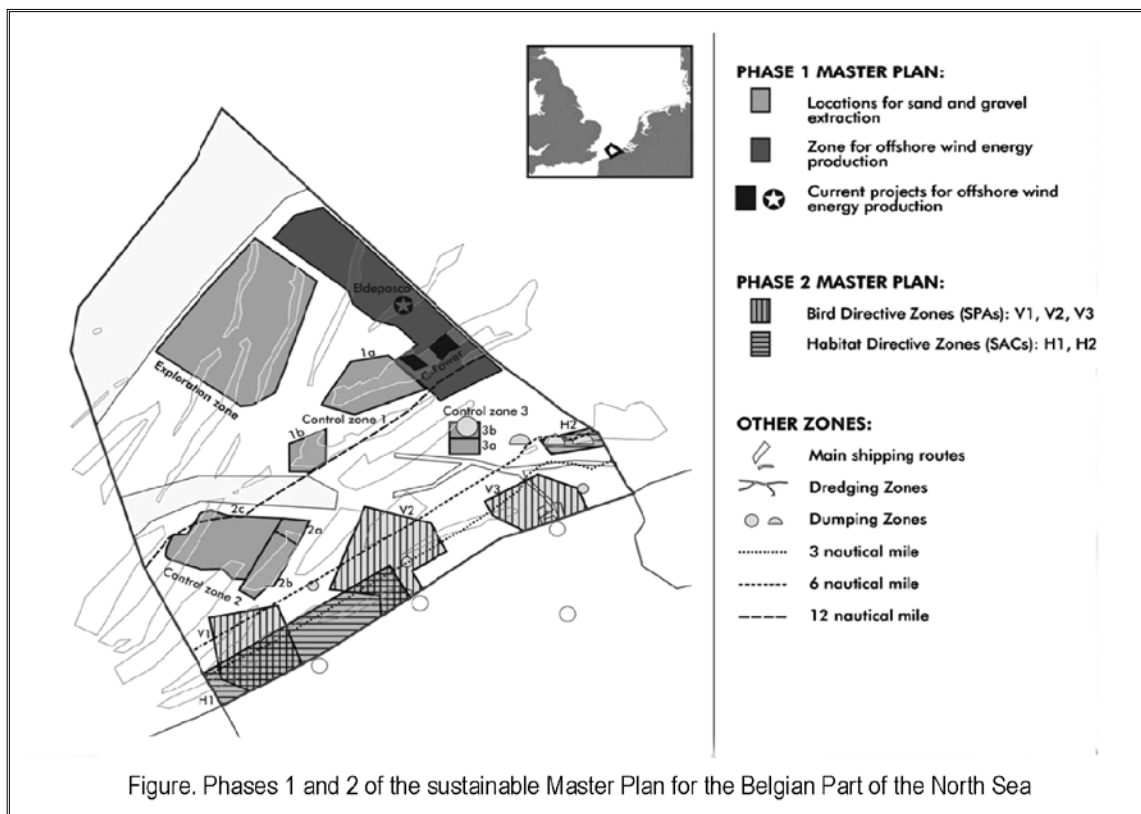 PHASE 1 MASTER PLAN:
Locations for sand and gravel
extraction
Zone for offshore wind energy
production
Current projects for offshore wind
energy production
PHASE 2 MASTER PLAN:
Bird Directive Zones (SPAs): V1, V2, V3
Habitat Directive Zones (SACs): H1, H2
OTHER ZONES:
Main shipping routes
Dredging Zones
Dumping Zones
3 nautical mile
6 nautical mile
12 nautical mile
Eldepasco
1a
C-Power
Exploration zone
Control zone 1
Control zone 3
1b
3b
3a
H2
V3
2c
V2
2a
Control zone 2
2b
V1
H1
Figure. Phases 1 and 2 of the sustainable Master Plan for the Belgian Part of the North Sea